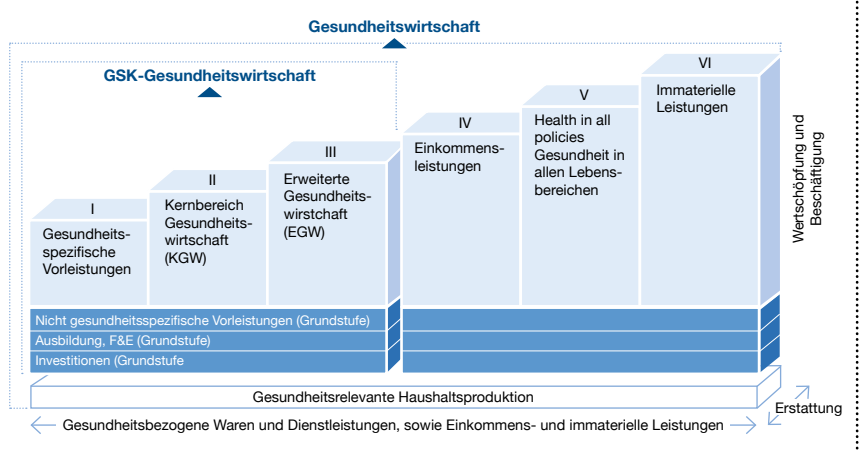 Gesundheitswirtschaft
GSK-Gesundheitswirtschaft
I
Gesundheits-
spezifische
Vorleistungen
II
Kernbereich
Gesundheits-
wirtschaft
(KGW)
III
Erweiterte
Gesundheits-
wirstchaft
(EGW)
IV
Einkommens-
leistungen
V
Health in all
policies
Gesundheit in
allen Lebens-
bereichen
VI
Immaterielle
Leistungen
Wertschöpfung und
Beschäftigung
Nicht gesundheitsspezifische Vorleistungen (Grundstufe)
Ausbildung, F&E (Grundstufe)
Investitionen (Grundstufe
Gesundheitsrelevante Haushaltsproduktion
Erstattung
Gesundheitsbezogene Waren und Dienstleistungen, sowie Einkommens- und immaterielle Leistungen